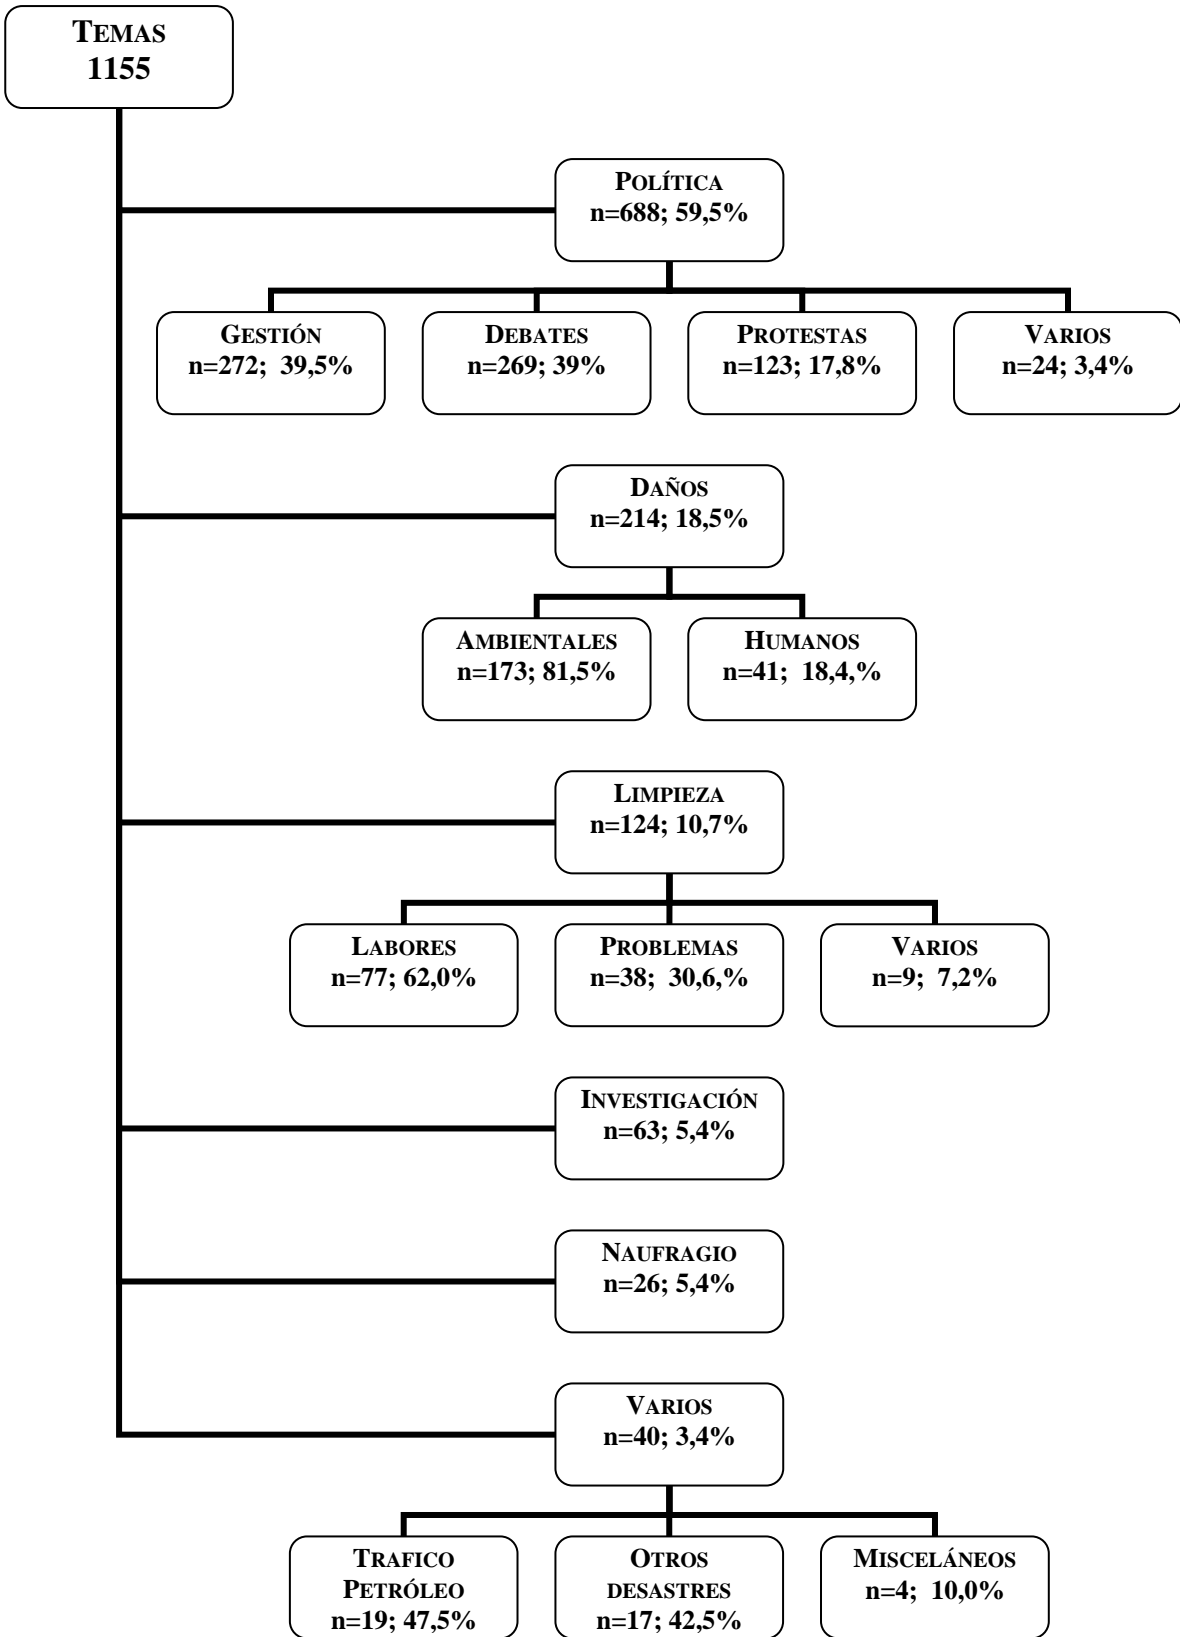 TEMAS
1155
POLÍTICA
n=688; 59,5%
GESTIÓN
n=272; 39,5%
DEBATES
n=269; 39%
PROTESTAS
n=123; 17,8%
VARIOS
n=24; 3,4%
DAÑOS
n=214; 18,5%
AMBIENTALES
n=173; 81,5%
HUMANOS
n=41; 18,4,%
LIMPIEZA
n=124; 10,7%
LABORES
n=77; 62,0%
PROBLEMAS
n=38; 30,6,%
VARIOS
n=9; 7,2%
INVESTIGACIÓN
n=63; 5,4%
NAUFRAGIO
n=26; 5,4%
VARIOS
n=40; 3,4%
TRAFICO
PETRÓLEO
n=19; 47,5%
OTROS
DESASTRES
n=17; 42,5%
MISCELÁNEOS
n=4; 10,0%